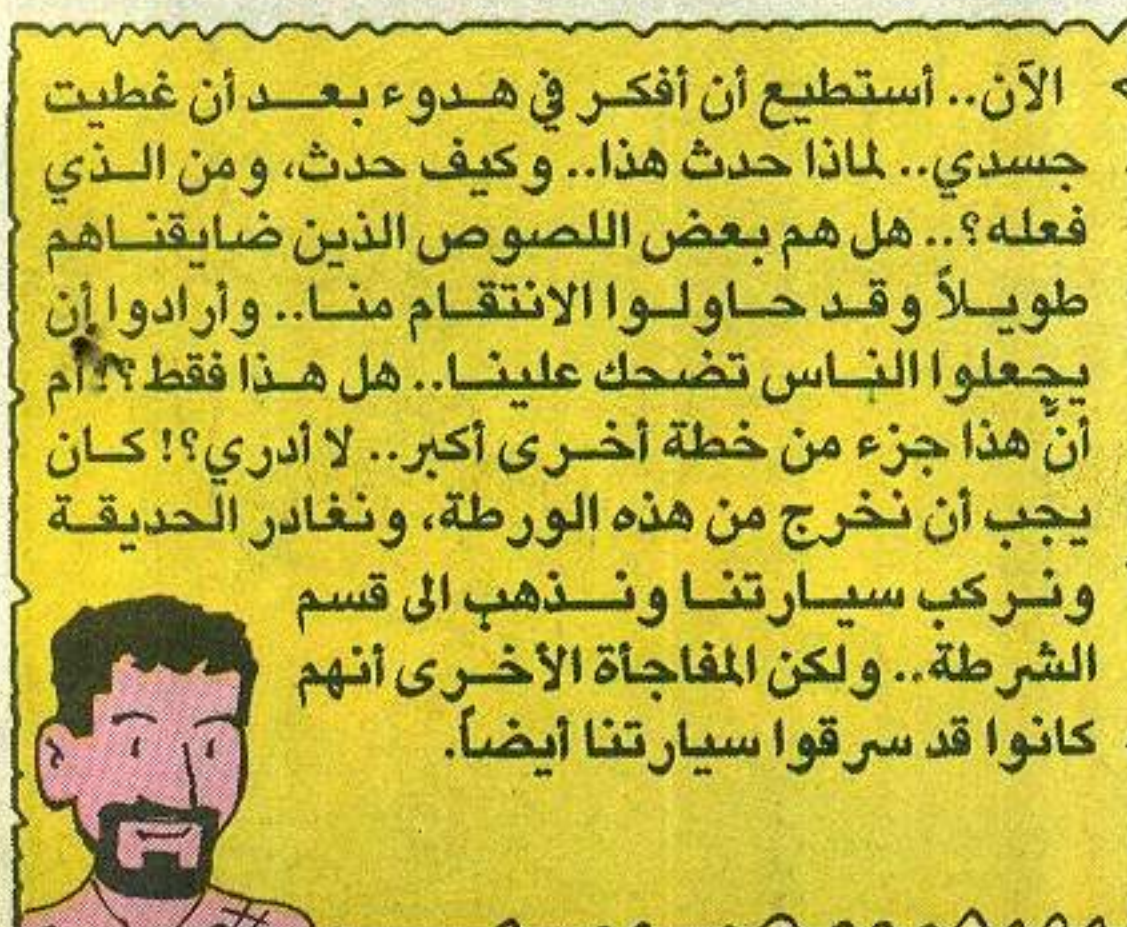 الآن.. أستطيع أن أفكر في هدوء بعد أن غطيت
جسدي.. لماذا حدث هذا.. وكيف حدث، ومن الذي
فعله؟.. هل هم بعض اللصوص الذين ضايقناهم
طويلاً وقد حاولوا الانتقام منا.. وأرادوا أن
يجعلوا الناس تضحك علينا.. هل هذا فقط؟! أم
أنَّ هذا جزء من خطة أخرى أكبر.. لا أدري؟! كان
يجب أن نخرج من هذه الورطة، ونغادر الحديقة
ونركب سيارتنا ونذهب الى قسم
الشرطة.. ولكن المفاجأة الأخرى أنهم
كانوا قد سرقوا سيارتنا أيضاً.